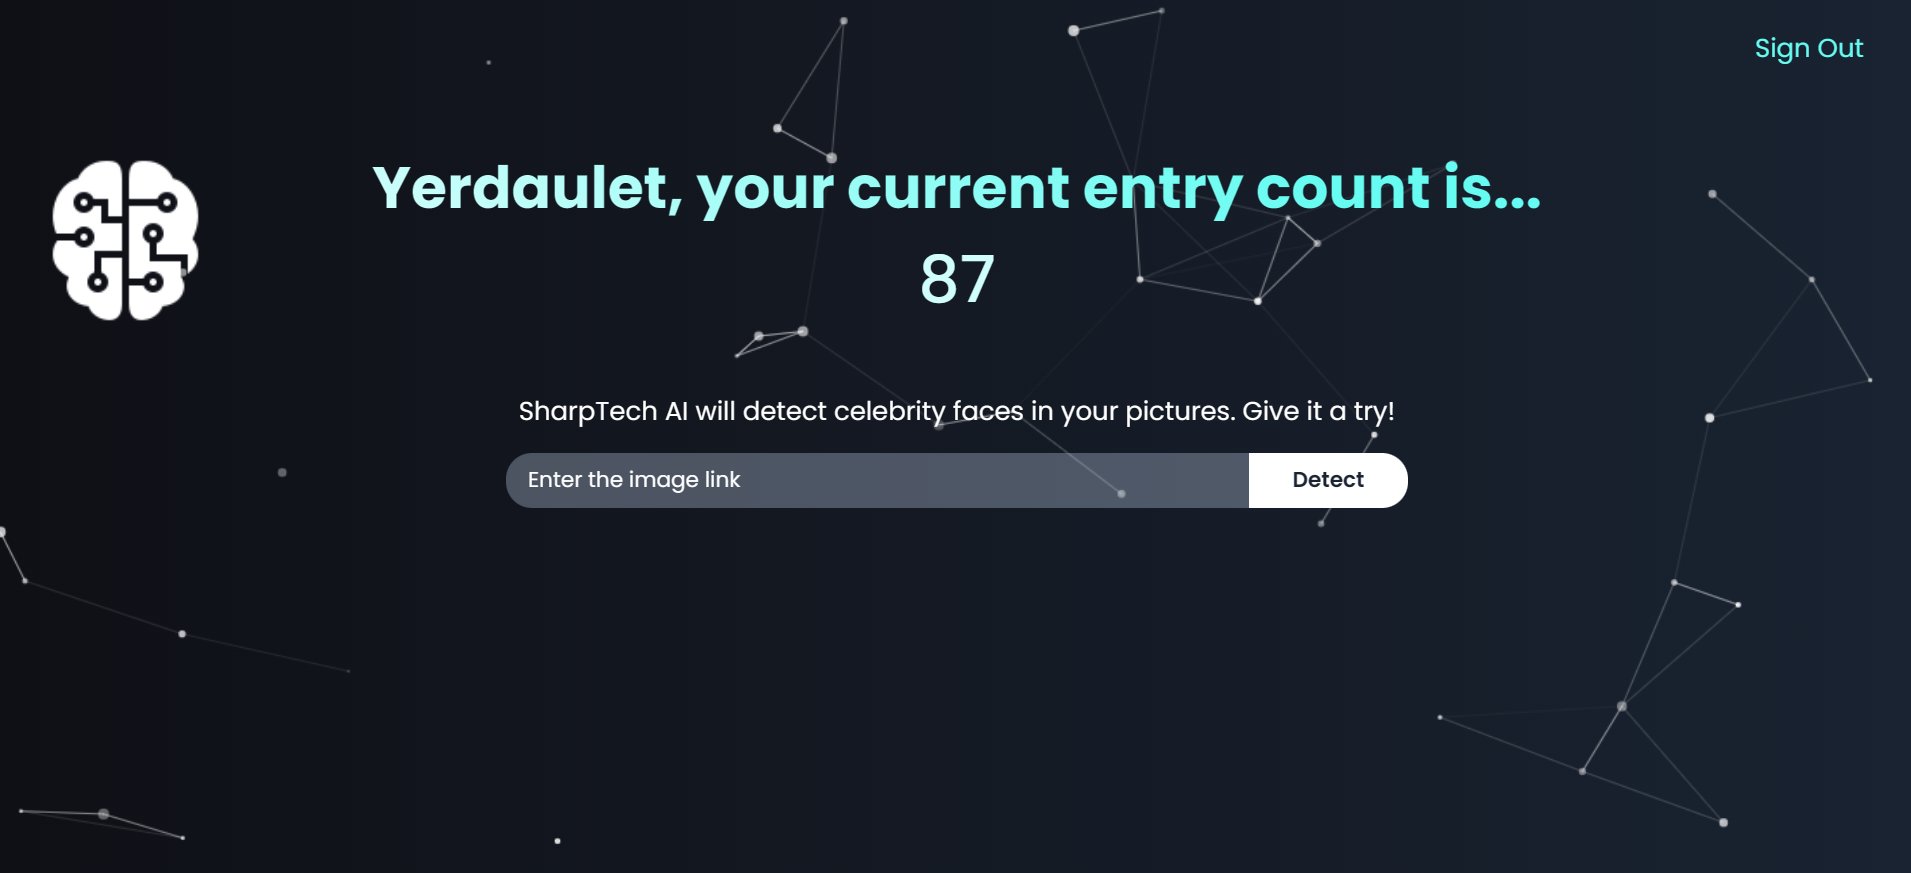 Sign Out
Yerdaulet, your current entry count is...
87
SharpTech AI will detect celebrity faces in your pictures. Give it a try!
Enter the image link
Detect